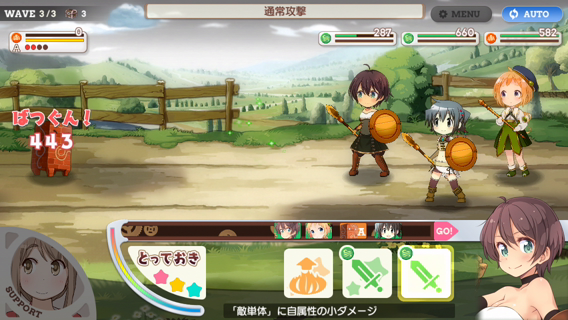 WAVE 3/3 3
通常攻撃
MENU
AUTO
0
287
660
582
A
ばつぐん!
443
A
GO!
とっておき
SUPPORT
「敵単体」に自属性の小ダメージ